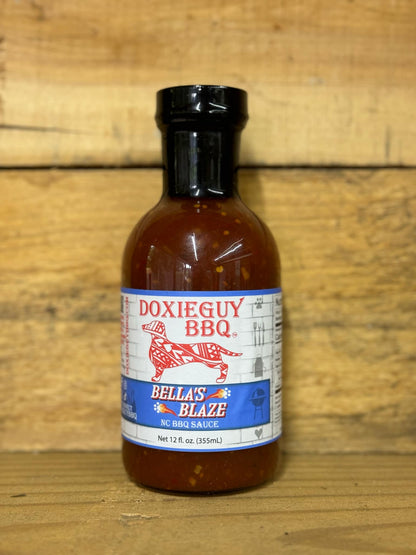 DOXIEGUY
BBQ
BELLA'S
BLAZE
NC BBQ SAUCE
Net 12 fl. oz. (355mL)